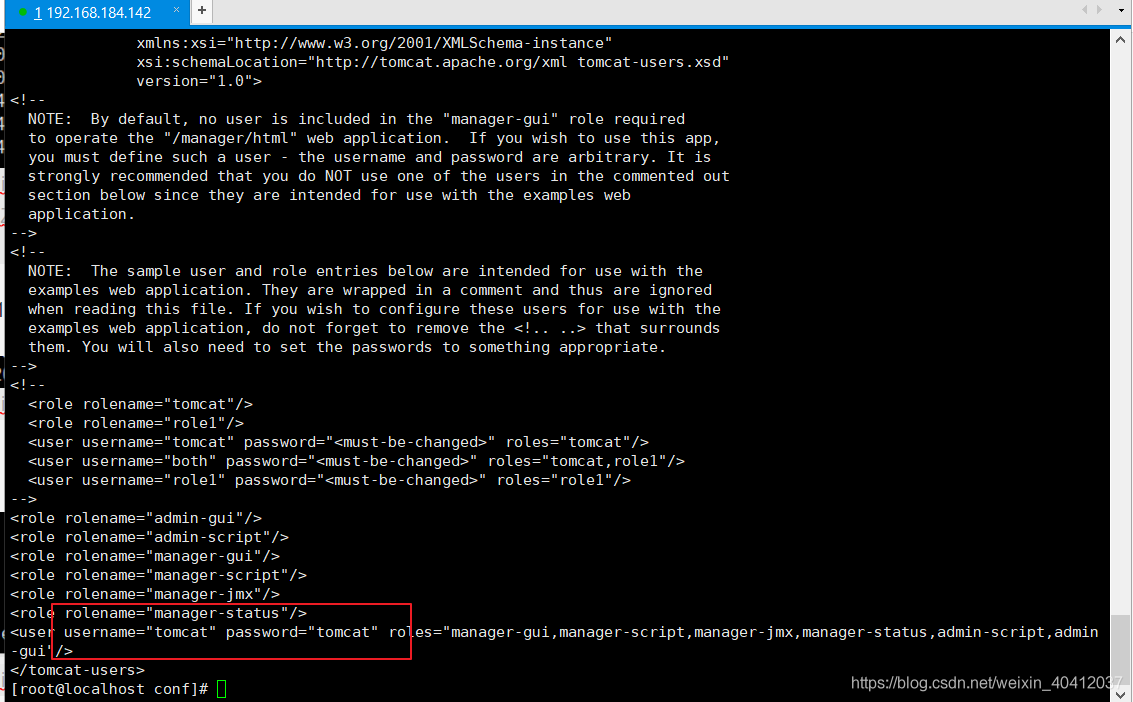 1 192.168.184.142 × +
xmlns:xsi="http://www.w3.org/2001/XMLSchema-instance"
xsi:schemaLocation="http://tomcat.apache.org/xml tomcat-users.xsd"
version="1.0">
<!--
NOTE:  By default, no user is included in the "manager-gui" role required
to operate the "/manager/html" web application.  If you wish to use this app,
you must define such a user - the username and password are arbitrary. It is
strongly recommended that you do NOT use one of the users in the commented out
section below since they are intended for use with the examples web
application.
-->
<!--
NOTE:  The sample user and role entries below are intended for use with the
examples web application. They are wrapped in a comment and thus are ignored
when reading this file. If you wish to configure these users for use with the
examples web application, do not forget to remove the <!.. ..> that surrounds
them. You will also need to set the passwords to something appropriate.
-->
<!--
<role rolename="tomcat"/>
<role rolename="role1"/>
<user username="tomcat" password="<must-be-changed>" roles="tomcat"/>
<user username="both" password="<must-be-changed>" roles="tomcat,role1"/>
<user username="role1" password="<must-be-changed>" roles="role1"/>
-->
<role rolename="admin-gui"/>
<role rolename="admin-script"/>
<role rolename="manager-gui"/>
<role rolename="manager-script"/>
<role rolename="manager-jmx"/>
<role rolename="manager-status"/>
<user username="tomcat" password="tomcat" roles="manager-gui,manager-script,manager-jmx,manager-status,admin-script,admin
-gui"/>
</tomcat-users>
[root@localhost conf]#
https://blog.csdn.net/weixin_40412037